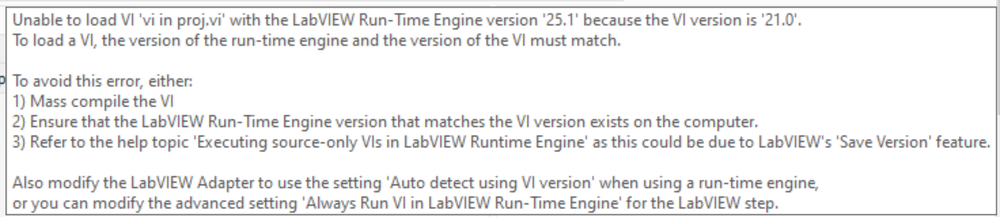 Unable to load VI 'vi in proj.vi' with the LabVIEW Run-Time Engine version '25.1' because the VI version is '21.0'.
To load a VI, the version of the run-time engine and the version of the VI must match.
To avoid this error, either:
1) Mass compile the VI
2) Ensure that the LabVIEW Run-Time Engine version that matches the VI version exists on the computer.
3) Refer to the help topic 'Executing source-only VIs in LabVIEW Runtime Engine' as this could be due to LabVIEW's 'Save Version' feature.
Also modify the LabVIEW Adapter to use the setting 'Auto detect using VI version' when using a run-time engine,
or you can modify the advanced setting 'Always Run VI in LabVIEW Run-Time Engine' for the LabVIEW step.